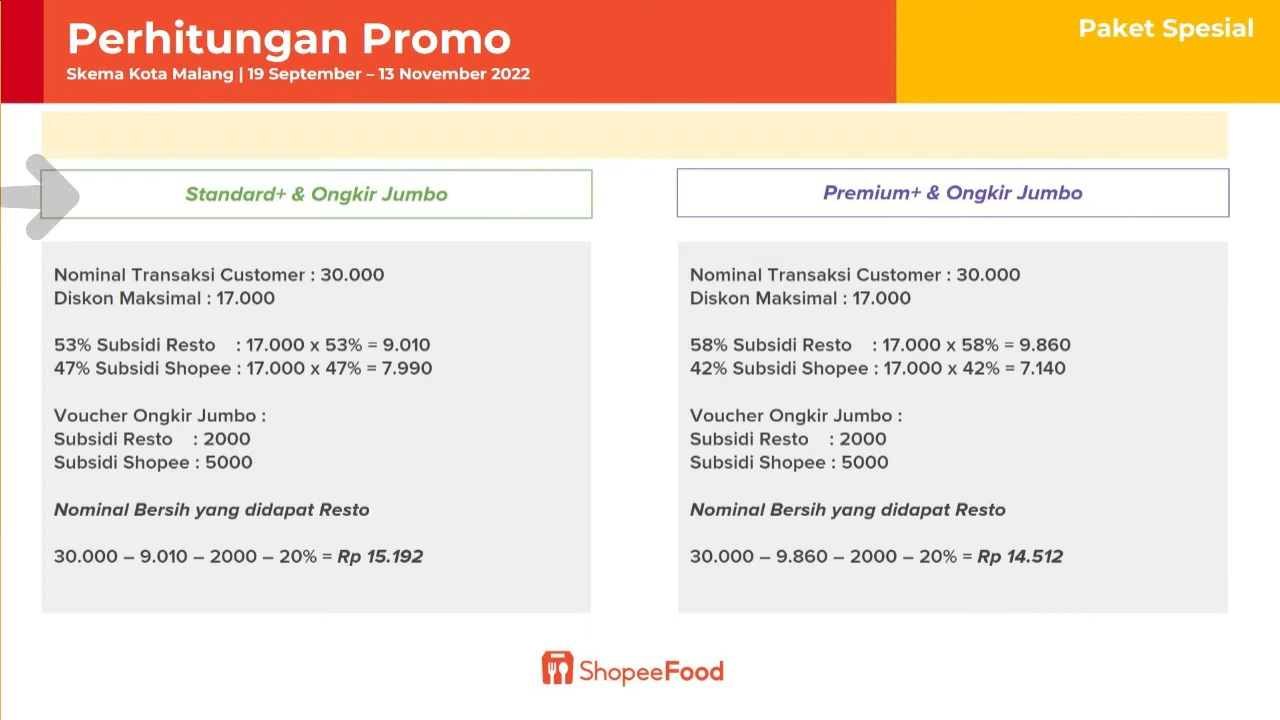 Perhitungan Promo
Skema Kota Malang | 19 September – 13 November 2022
Paket Spesial
Standard+ & Ongkir Jumbo
Nominal Transaksi Customer : 30.000
Diskon Maksimal : 17.000
53% Subsidi Resto : 17.000 x 53% = 9.010
47% Subsidi Shopee : 17.000 x 47% = 7.990
Voucher Ongkir Jumbo :
Subsidi Resto : 2000
Subsidi Shopee : 5000
Nominal Bersih yang didapat Resto
30.000 – 9.010 – 2000 – 20% = Rp 15.192
Premium+ & Ongkir Jumbo
Nominal Transaksi Customer : 30.000
Diskon Maksimal : 17.000
58% Subsidi Resto : 17.000 x 58% = 9.860
42% Subsidi Shopee : 17.000 x 42% = 7.140
Voucher Ongkir Jumbo :
Subsidi Resto : 2000
Subsidi Shopee : 5000
Nominal Bersih yang didapat Resto
30.000 – 9.860 – 2000 – 20% = Rp 14.512
ShopeeFood